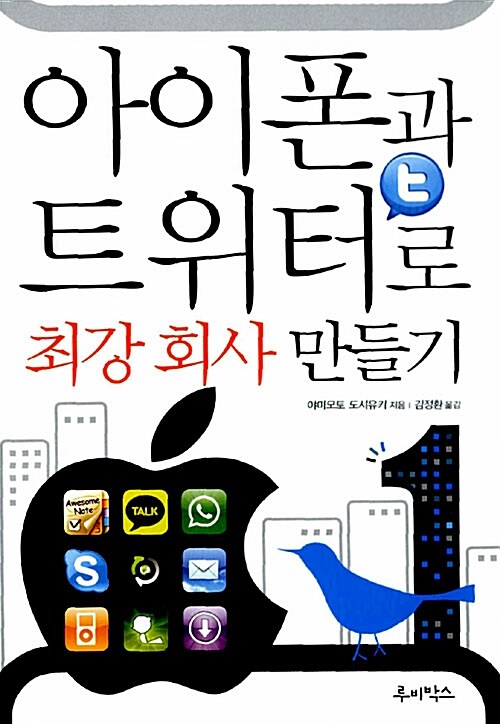 아이폰과
트위터로
최강 회사 만들기
야마모토 도시유키 지음 | 김정환 옮김
t
1
Awesome
Note
TALK
S
루비박스